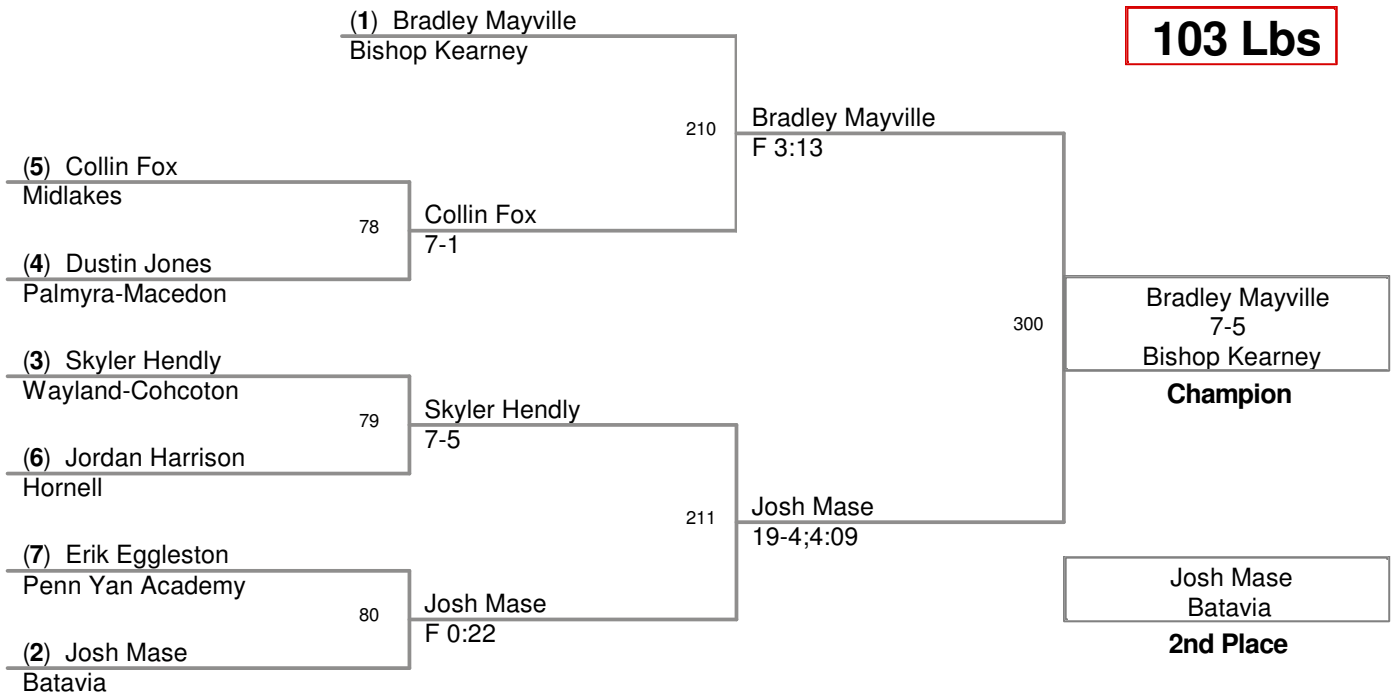 (1) Bradley Mayville
Bishop Kearney
103 Lbs
210
Bradley Mayville
F 3:13
(5) Collin Fox
Midlakes
78
Collin Fox
7-1
(4) Dustin Jones
Palmyra-Macedon
300
Bradley Mayville
7-5
Bishop Kearney
Champion
(3) Skyler Hendly
Wayland-Cohcoton
79
Skyler Hendly
7-5
(6) Jordan Harrison
Hornell
211
Josh Mase
19-4;4:09
(7) Erik Eggleston
Penn Yan Academy
80
Josh Mase
F 0:22
(2) Josh Mase
Batavia
Josh Mase
Batavia
2nd Place